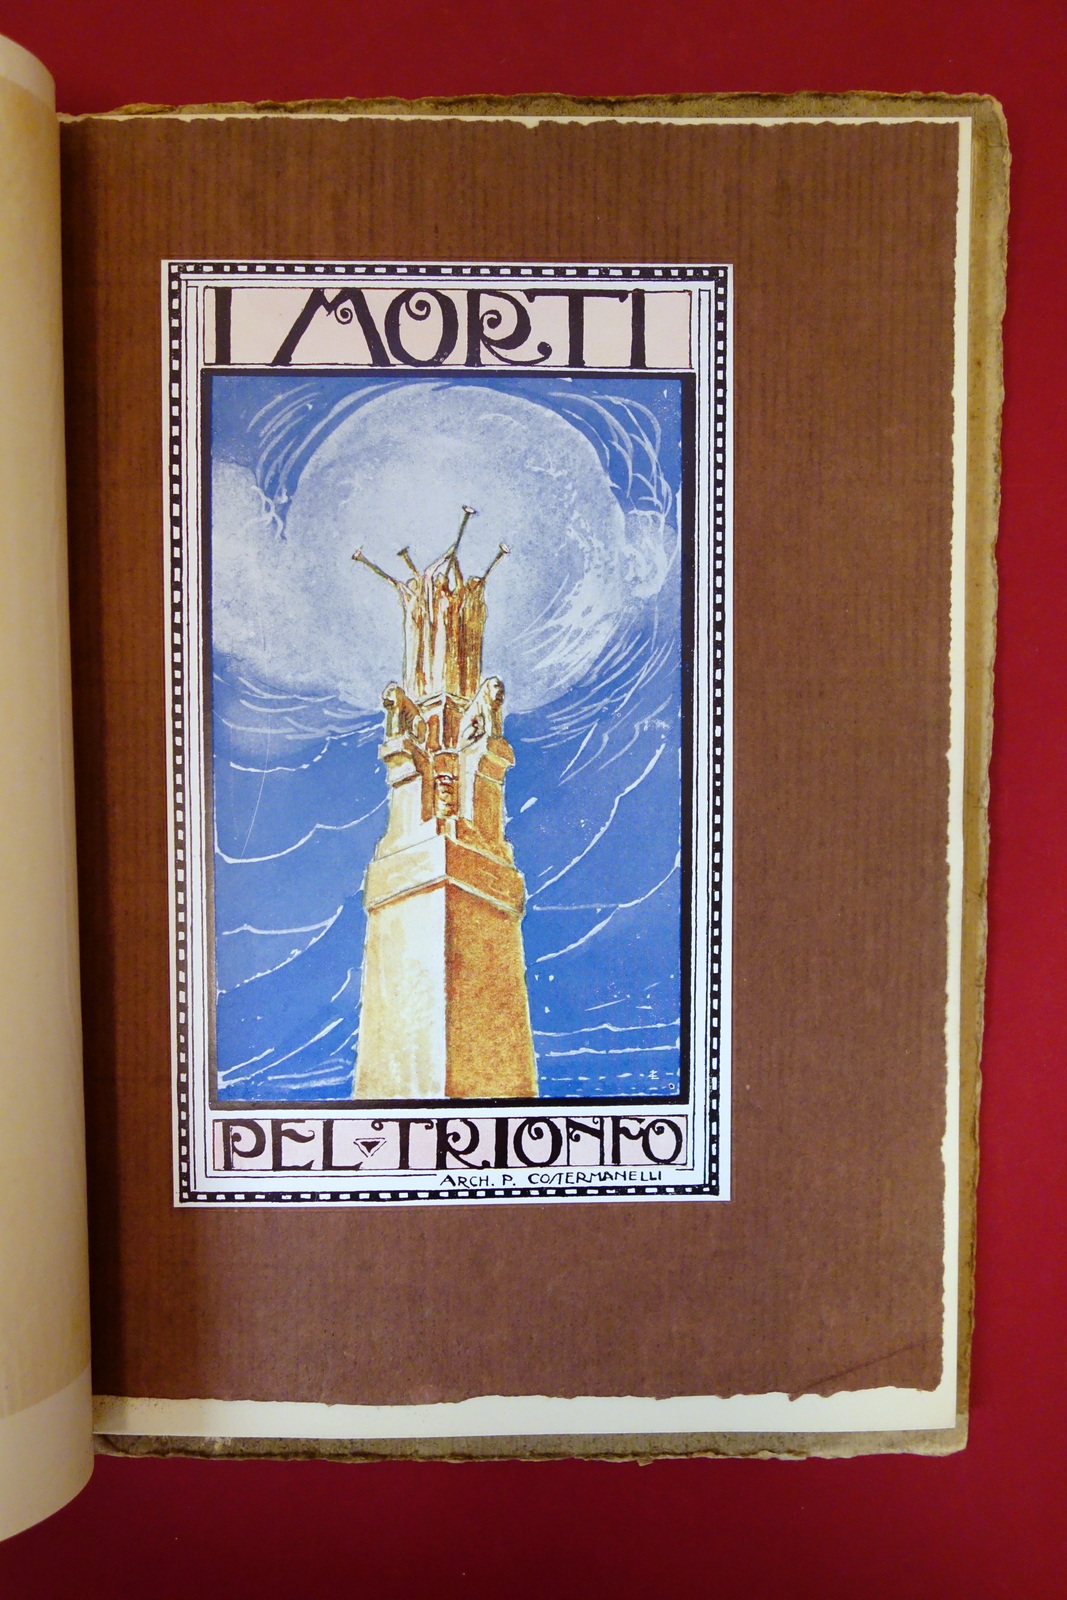 I MORTI
PEL TRIONFO
ARCH. P. COSTERMANELLI